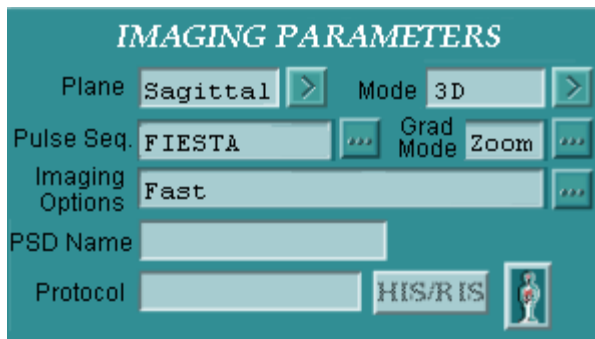 IMAGING PARAMETERS
Plane Sagittal > Mode 3D >
Pulse Seq. FIESTA ... Grad Mode Zoom ...
Imaging Options Fast ...
PSD Name
Protocol HIS/RIS